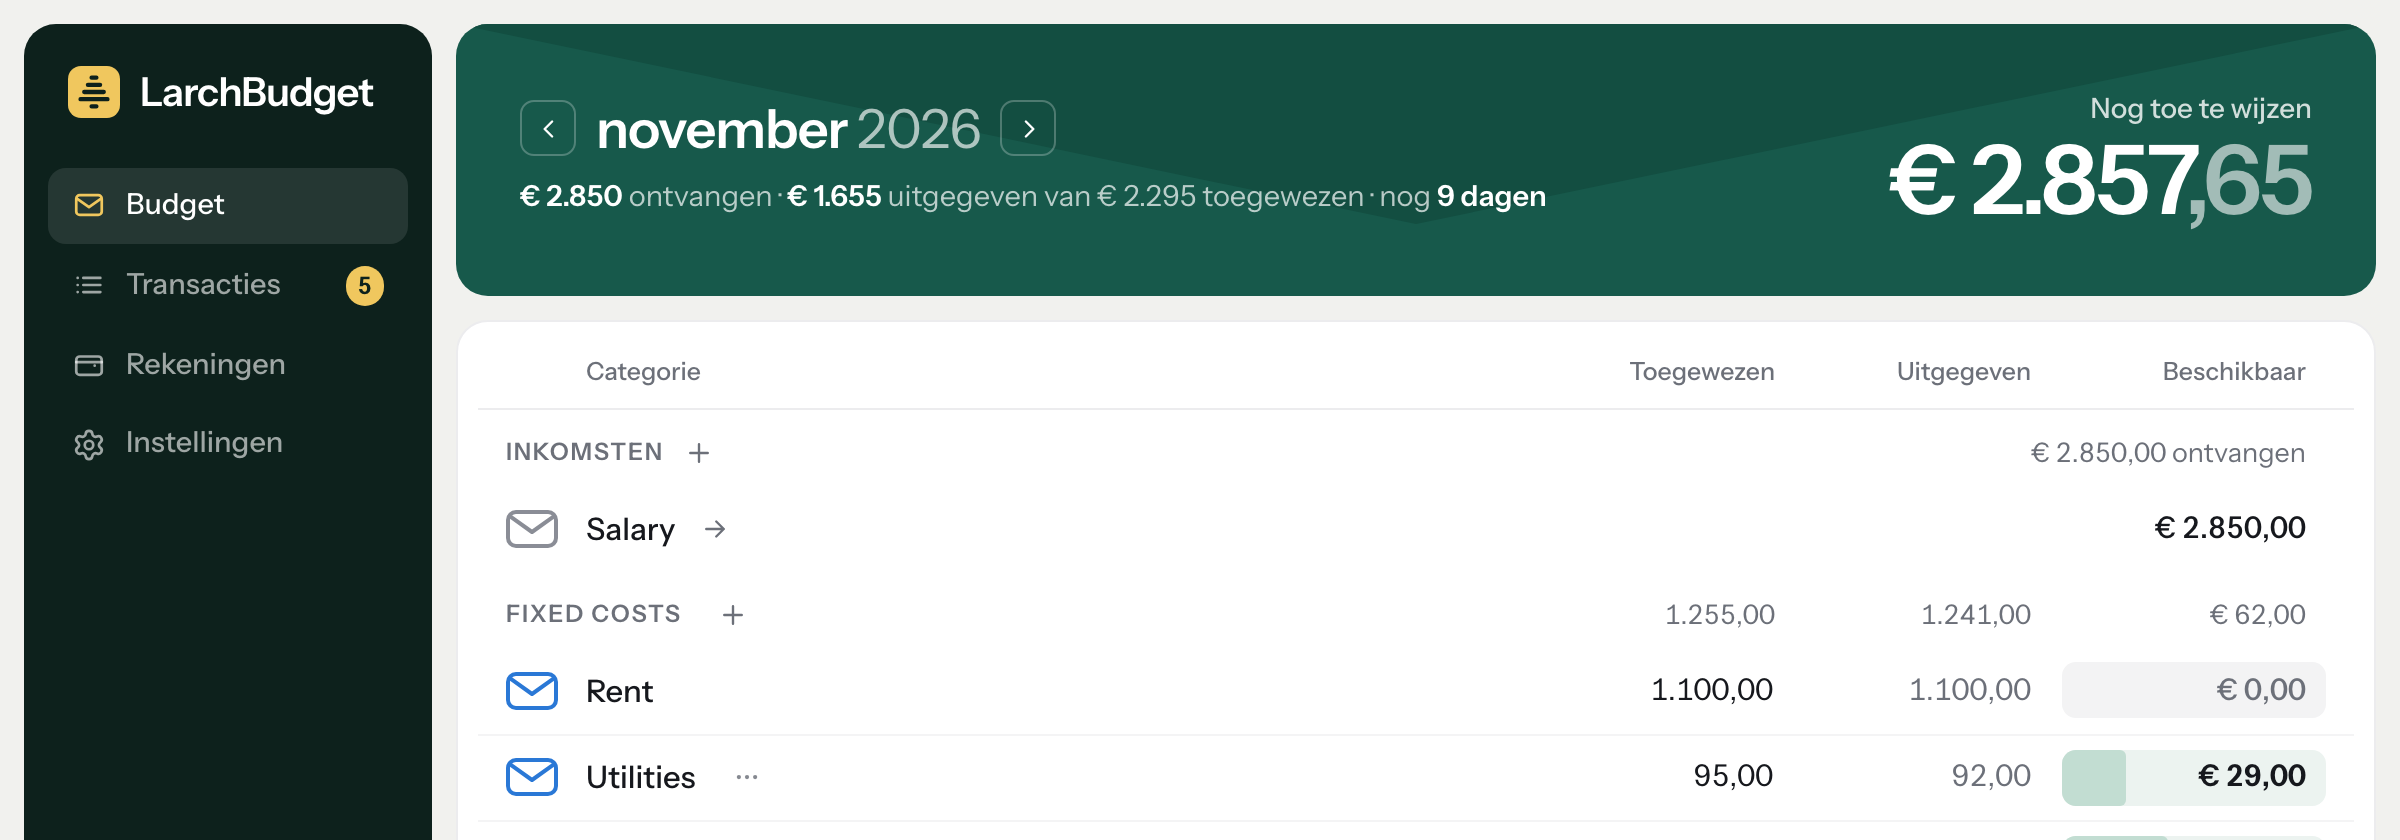 LarchBudget
Budget
Transacties 5
Rekeningen
Instellingen
november 2026
€ 2.850 ontvangen · € 1.655 uitgegeven van € 2.295 toegewezen · nog 9 dagen
Nog toe te wijzen
€ 2.857,65
Categorie Toegewezen Uitgegeven Beschikbaar
INKOMSTEN € 2.850,00 ontvangen
Salary € 2.850,00
FIXED COSTS 1.255,00 1.241,00 € 62,00
Rent 1.100,00 1.100,00 € 0,00
Utilities 95,00 92,00 € 29,00